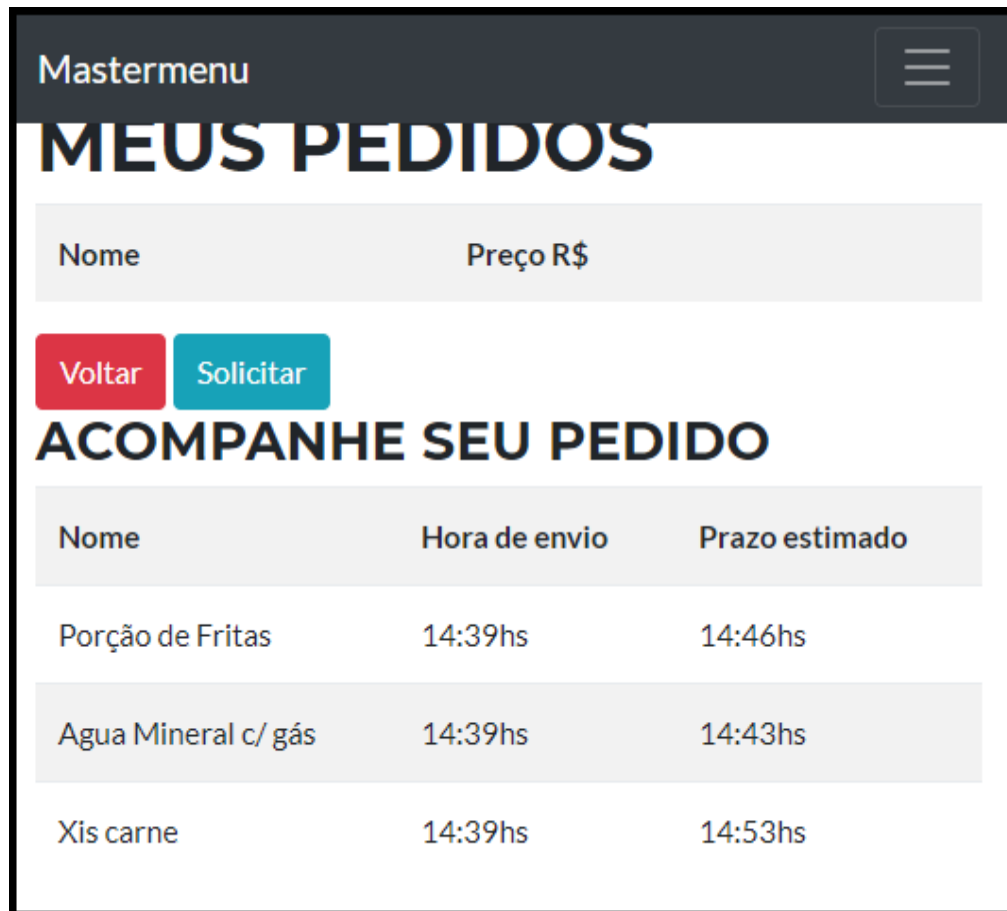 Mastermenu
MEUS PEDIDOS
Nome Preço R$
Voltar Solicitar
ACOMPANHE SEU PEDIDO
Nome Hora de envio Prazo estimado
Porção de Fritas 14:39hs 14:46hs
Agua Mineral c/ gás 14:39hs 14:43hs
Xis carne 14:39hs 14:53hs